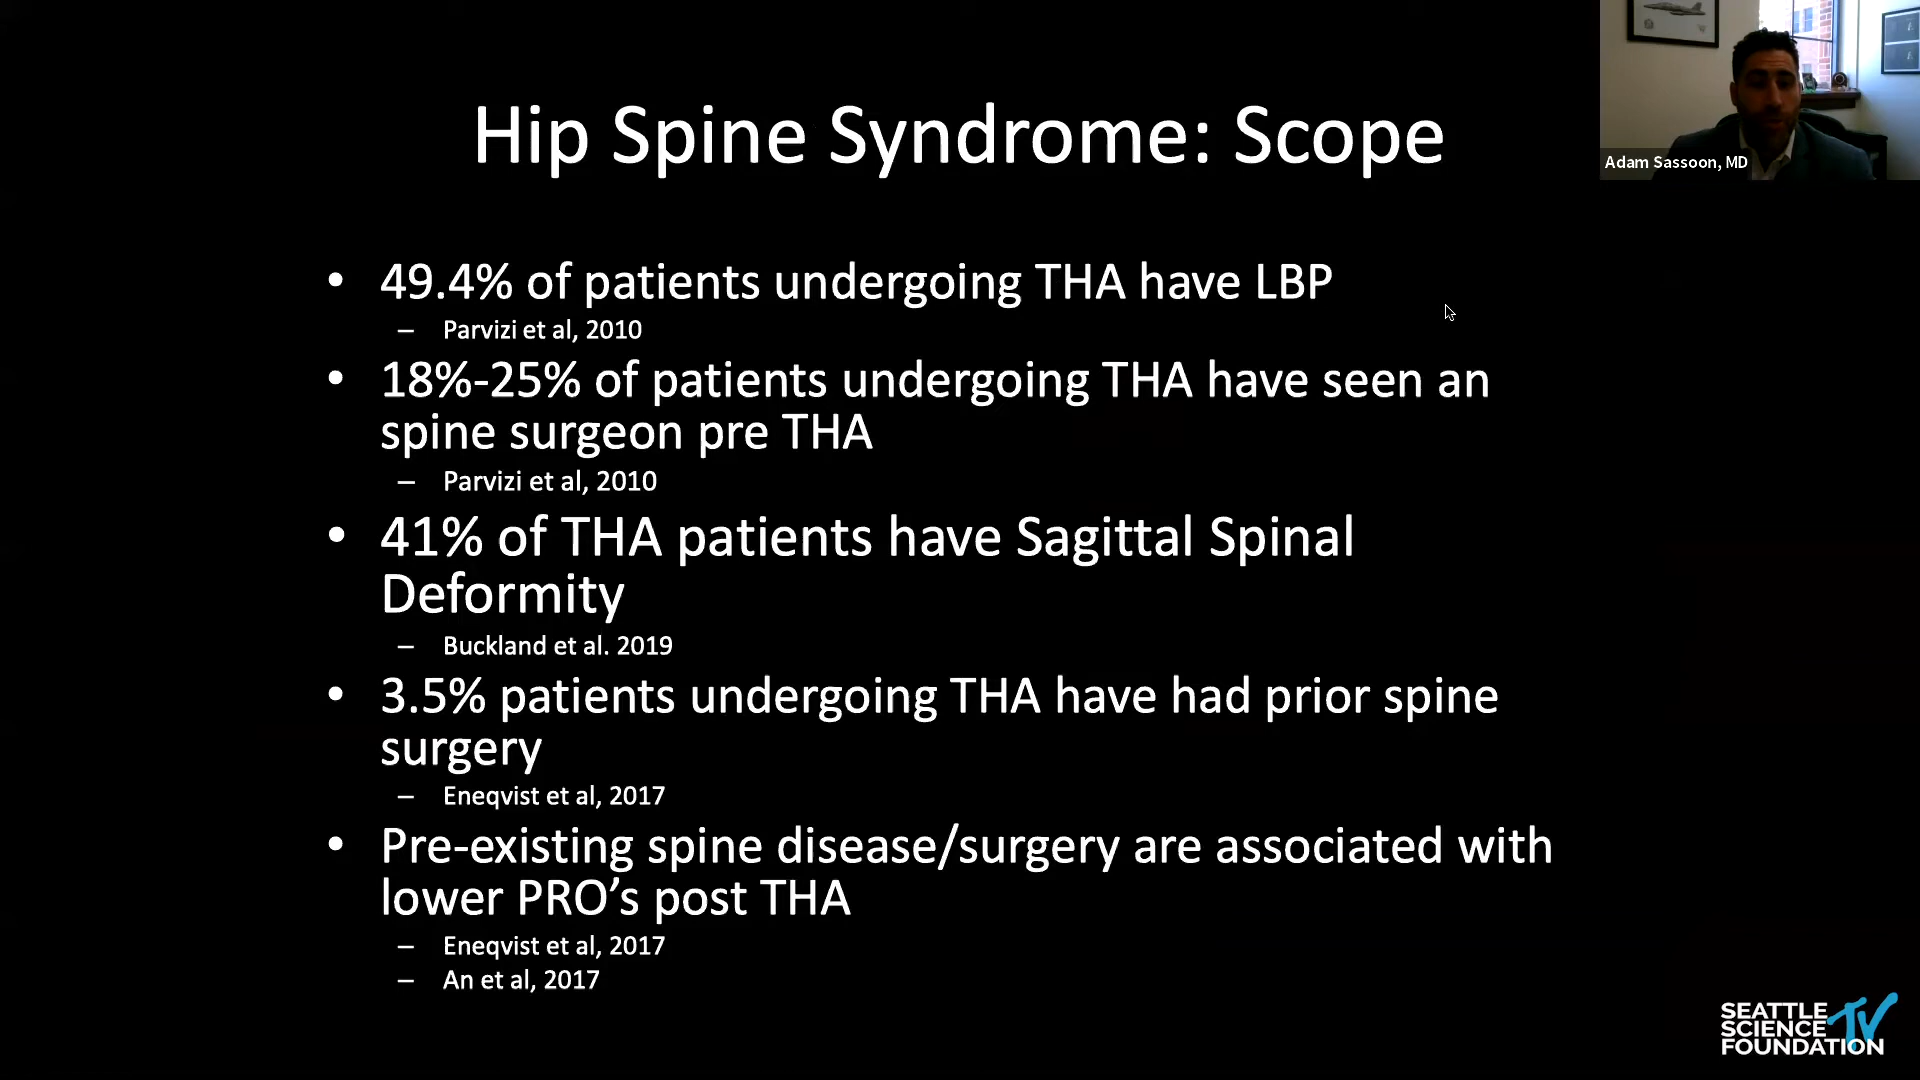 Hip Spine Syndrome: Scope
Adam Sassoon, MD
• 49.4% of patients undergoing THA have LBP
– Parvizi et al, 2010
• 18%-25% of patients undergoing THA have seen an
spine surgeon pre THA
– Parvizi et al, 2010
• 41% of THA patients have Sagittal Spinal
Deformity
– Buckland et al. 2019
• 3.5% patients undergoing THA have had prior spine
surgery
– Eneqvist et al, 2017
• Pre-existing spine disease/surgery are associated with
lower PRO’s post THA
– Eneqvist et al, 2017
– An et al, 2017
SEATTLE
SCIENCE TV
FOUNDATION